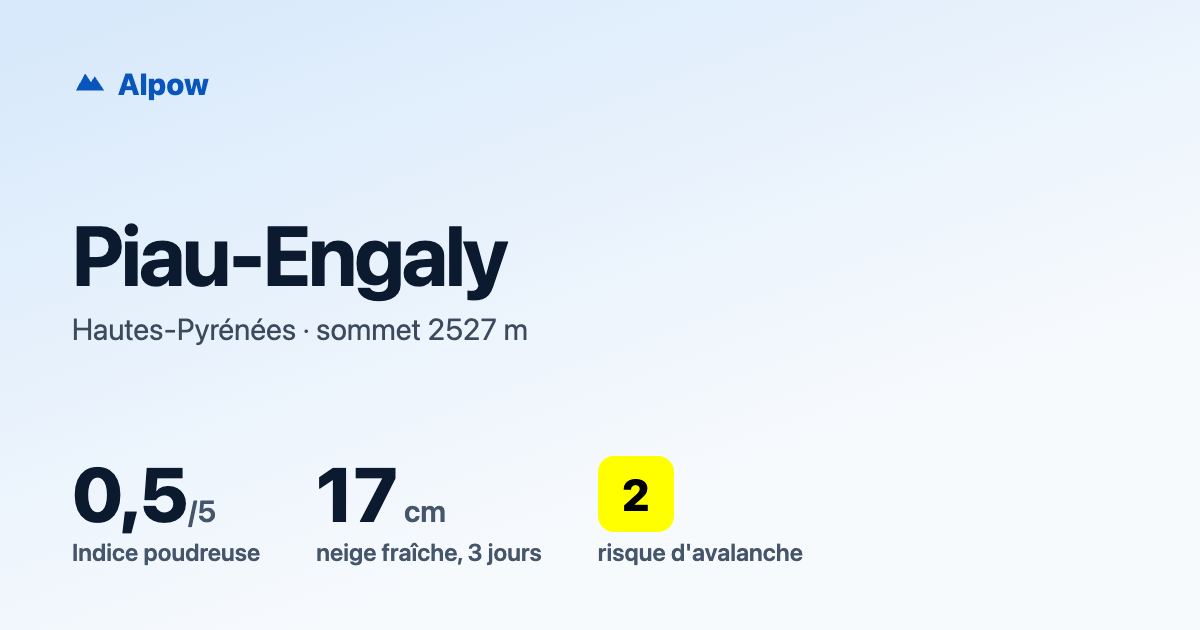 Alpow
Piau-Engaly
Hautes-Pyrénées · sommet 2527 m
0,5/5
Indice poudreuse
17 cm
neige fraîche, 3 jours
2
risque d'avalanche